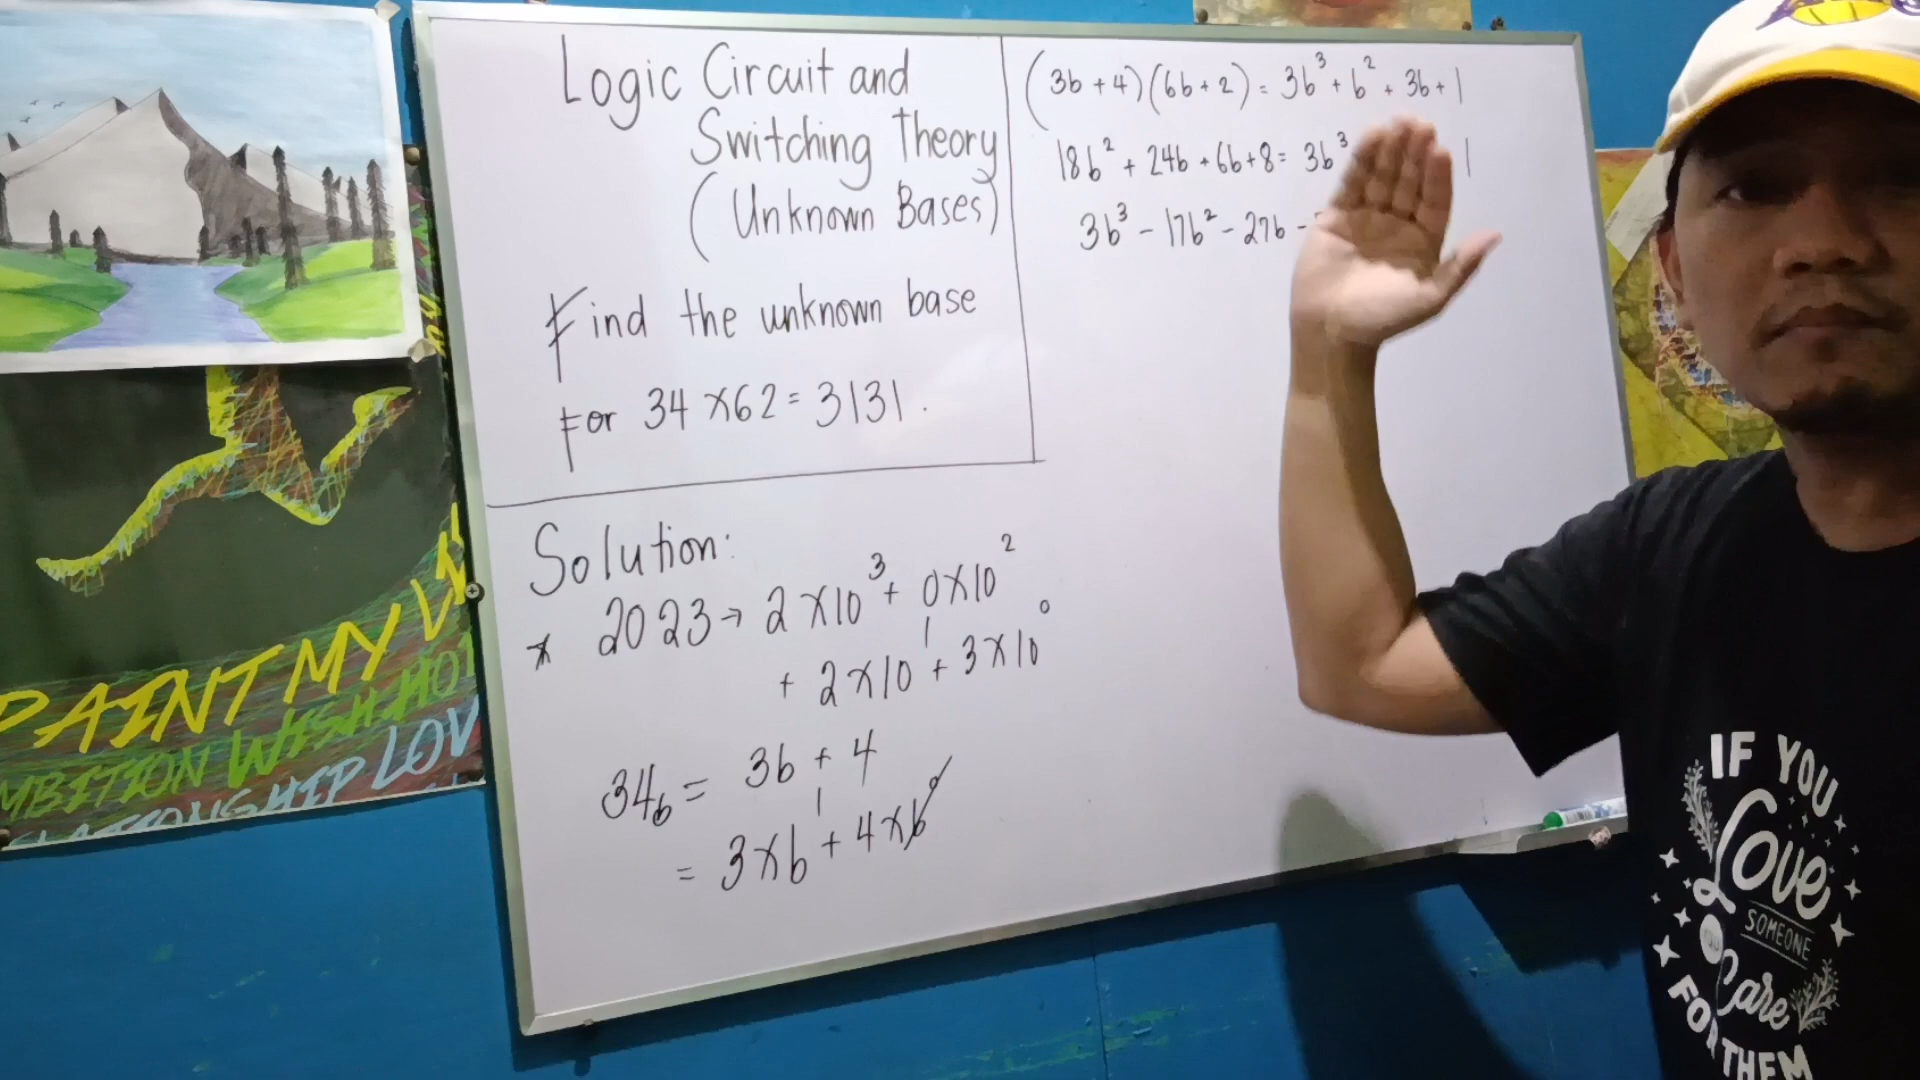 Logic Circuit and
Switching Theory
(Unknown Bases)
Find the unknown base
For 34 x 62 = 3131.
Solution:
* 2023 → 2 x 10³ + 0 x 10²
+ 2 x 10¹ + 3 x 10⁰
34b = 3b + 4
= 3 x b¹ + 4 x b⁰
(3b + 4)(6b + 2) = 3b³ + b² + 3b + 1
18b² + 24b + 6b + 8 = 3b³ 1
3b³ - 17b² - 27b -
PAINT MY
AMBITION WISH
LOV
IF YOU
Love
SOMEONE
Care
FOR THEM